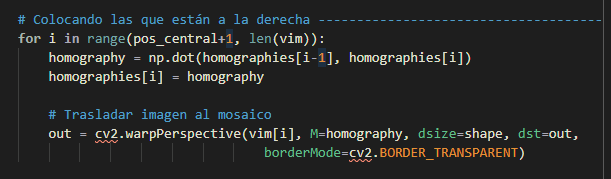 # Colocando las que están a la derecha ------------------------------------
for i in range(pos_central+1, len(vim)):
    homography = np.dot(homographies[i-1], homographies[i])
    homographies[i] = homography

    # Trasladar imagen al mosaico
    out = cv2.warpPerspective(vim[i], M=homography, dsize=shape, dst=out,
                              borderMode=cv2.BORDER_TRANSPARENT)